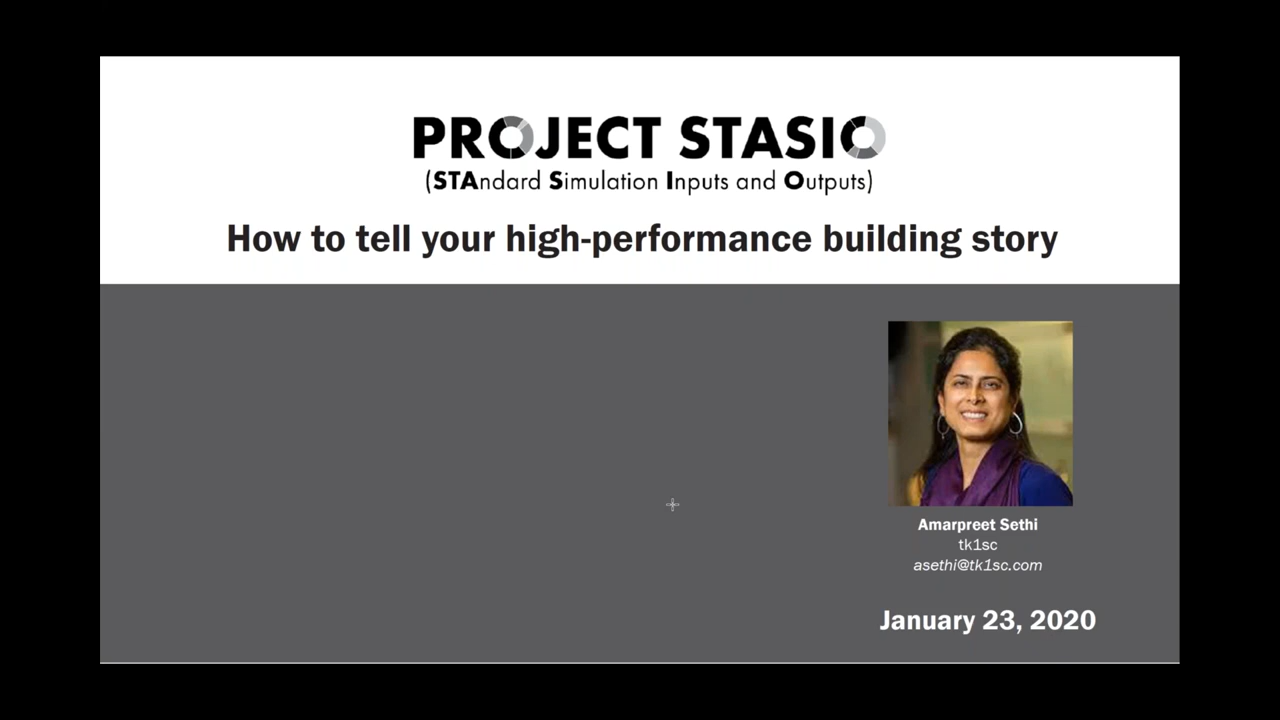 PROJECT STASIO
(STAndard Simulation Inputs and Outputs)
How to tell your high-performance building story
Amarpreet Sethi
tk1sc
asethi@tk1sc.com
January 23, 2020